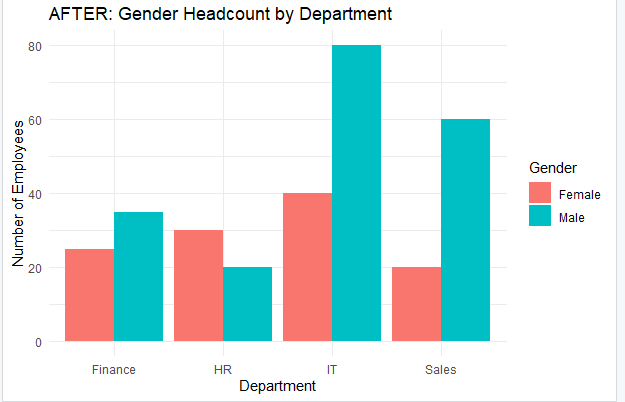 AFTER: Gender Headcount by Department
80
60
40
20
0
Number of Employees
Finance
HR
IT
Sales
Department
Gender
Female
Male